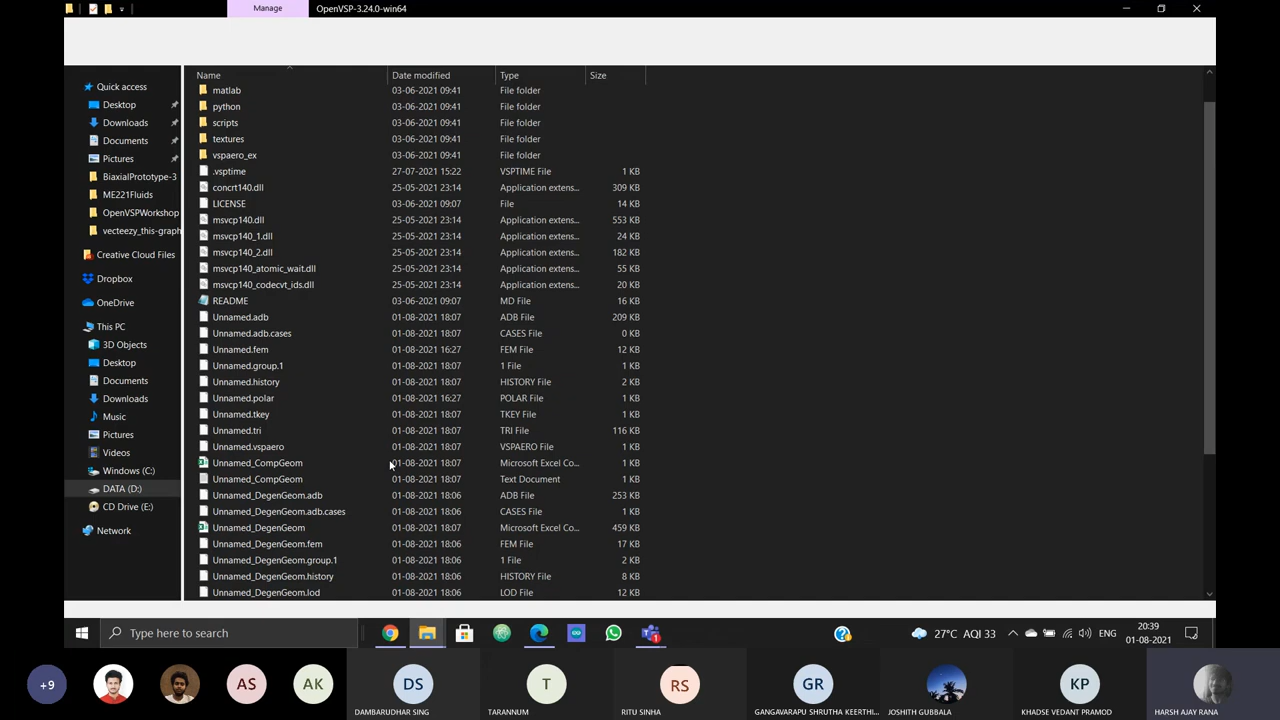 Manage OpenVSP-3.24.0-win64
Name Date modified Type Size
Quick access
Desktop
Downloads
Documents
Pictures
BiaxialPrototype-3
ME221Fluids
OpenVSPWorkshop
vecteezy_this-graph
Creative Cloud Files
Dropbox
OneDrive
This PC
3D Objects
Desktop
Documents
Downloads
Music
Pictures
Videos
Windows (C:)
DATA (D:)
CD Drive (E:)
Network
matlab 03-06-2021 09:41 File folder
python 03-06-2021 09:41 File folder
scripts 03-06-2021 09:41 File folder
textures 03-06-2021 09:41 File folder
vspaero_ex 03-06-2021 09:41 File folder
.vsptime 27-07-2021 15:22 VSPTIME File 1 KB
concrt140.dll 25-05-2021 23:14 Application extens... 309 KB
LICENSE 03-06-2021 09:07 File 14 KB
msvcp140.dll 25-05-2021 23:14 Application extens... 553 KB
msvcp140_1.dll 25-05-2021 23:14 Application extens... 24 KB
msvcp140_2.dll 25-05-2021 23:14 Application extens... 182 KB
msvcp140_atomic_wait.dll 25-05-2021 23:14 Application extens... 55 KB
msvcp140_codecvt_ids.dll 25-05-2021 23:14 Application extens... 20 KB
README 03-06-2021 09:07 MD File 16 KB
Unnamed.adb 01-08-2021 18:07 ADB File 209 KB
Unnamed.adb.cases 01-08-2021 18:07 CASES File 0 KB
Unnamed.fem 01-08-2021 16:27 FEM File 12 KB
Unnamed.group.1 01-08-2021 18:07 1 File 1 KB
Unnamed.history 01-08-2021 18:07 HISTORY File 2 KB
Unnamed.polar 01-08-2021 16:27 POLAR File 1 KB
Unnamed.tkey 01-08-2021 18:07 TKEY File 1 KB
Unnamed.tri 01-08-2021 18:07 TRI File 116 KB
Unnamed.vspaero 01-08-2021 18:07 VSPAERO File 1 KB
Unnamed_CompGeom 01-08-2021 18:07 Microsoft Excel Co... 1 KB
Unnamed_CompGeom 01-08-2021 18:07 Text Document 1 KB
Unnamed_DegenGeom.adb 01-08-2021 18:06 ADB File 253 KB
Unnamed_DegenGeom.adb.cases 01-08-2021 18:06 CASES File 1 KB
Unnamed_DegenGeom 01-08-2021 18:07 Microsoft Excel Co... 459 KB
Unnamed_DegenGeom.fem 01-08-2021 18:06 FEM File 17 KB
Unnamed_DegenGeom.group.1 01-08-2021 18:06 1 File 2 KB
Unnamed_DegenGeom.history 01-08-2021 18:06 HISTORY File 8 KB
Unnamed_DegenGeom.lod 01-08-2021 18:06 LOD File 12 KB
Type here to search 1 27°C AQI 33 ENG 20:39
01-08-2021
+9 AS AK DS T RS GR KP
DAMBARUDHAR SING TARANNUM RITU SINHA GANGAVARAPU SHRUTHA KEERTHI... JOSHITH GUBBALA KHADSE VEDANT PRAMOD HARSH AJAY RANA